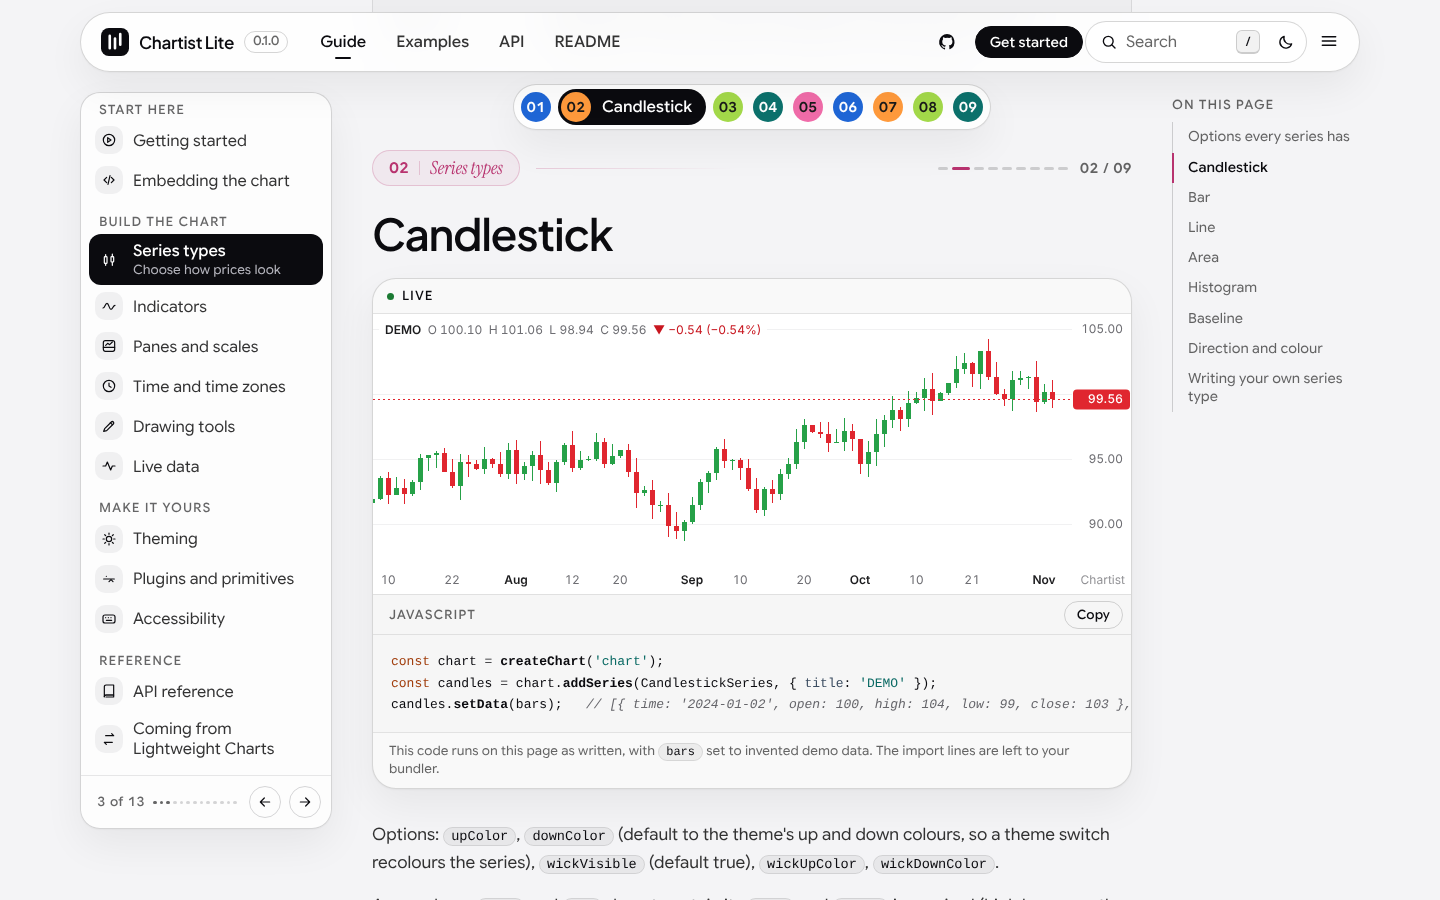 Chartist Lite 0.1.0 Guide Examples API README Get started Search /
START HERE
Getting started
Embedding the chart
BUILD THE CHART
Series types
Choose how prices look
Indicators
Panes and scales
Time and time zones
Drawing tools
Live data
MAKE IT YOURS
Theming
Plugins and primitives
Accessibility
REFERENCE
API reference
Coming from
Lightweight Charts
3 of 13
01 02 Candlestick 03 04 05 06 07 08 09
02 Series types 02 / 09
Candlestick
LIVE
DEMO O 100.10 H 101.06 L 98.94 C 99.56 ▼ −0.54 (−0.54%)
105.00
99.56
95.00
90.00
10 22 Aug 12 20 Sep 10 20 Oct 10 21 Nov Chartist
JAVASCRIPT Copy
const chart = createChart('chart');
const candles = chart.addSeries(CandlestickSeries, { title: 'DEMO' });
candles.setData(bars); // [{ time: '2024-01-02', open: 100, high: 104, low: 99, close: 103 },
This code runs on this page as written, with bars set to invented demo data. The import lines are left to your
bundler.
Options: upColor, downColor (default to the theme's up and down colours, so a theme switch
recolours the series), wickVisible (default true), wickUpColor, wickDownColor.
ON THIS PAGE
Options every series has
Candlestick
Bar
Line
Area
Histogram
Baseline
Direction and colour
Writing your own series
type